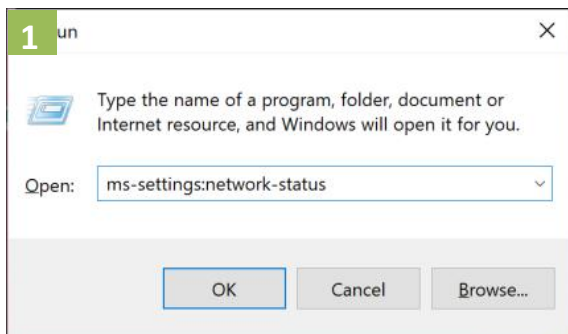 1 un
Type the name of a program, folder, document or
Internet resource, and Windows will open it for you.
Open: ms-settings:network-status
OK Cancel Browse...